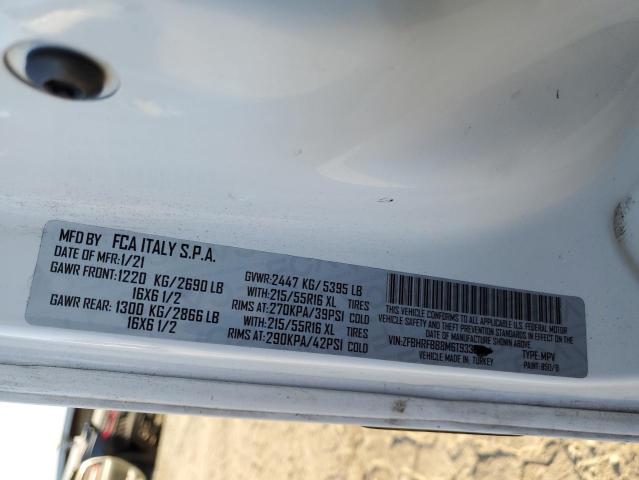 MFD BY FCA ITALY S.P.A.
DATE OF MFR: 1/21
GAWR FRONT: 1220 KG/2690 LB
16X6 1/2
GAWR REAR: 1300 KG/2866 LB
16X6 1/2
GVWR: 2447 KG/ 5395 LB
WITH: 215/55R16 XL TIRES
RIMS AT: 270KPA/39PSI COLD
WITH: 215/55R16 XL TIRES
RIMS AT: 290KPA/42PSI COLD
THIS VEHICLE CONFORMS TO ALL APPLICABLE U.S. FEDERAL MOTOR
VEHICLE SAFETY, BUMPER, AND THEFT PREVENTION STANDARDS IN EFFECT ON THE
DATE OF MANUFACTURE SHOWN ABOVE.
TYPE: MPV
VEHICLE MADE IN: TURKEY
PAINT: 850/B